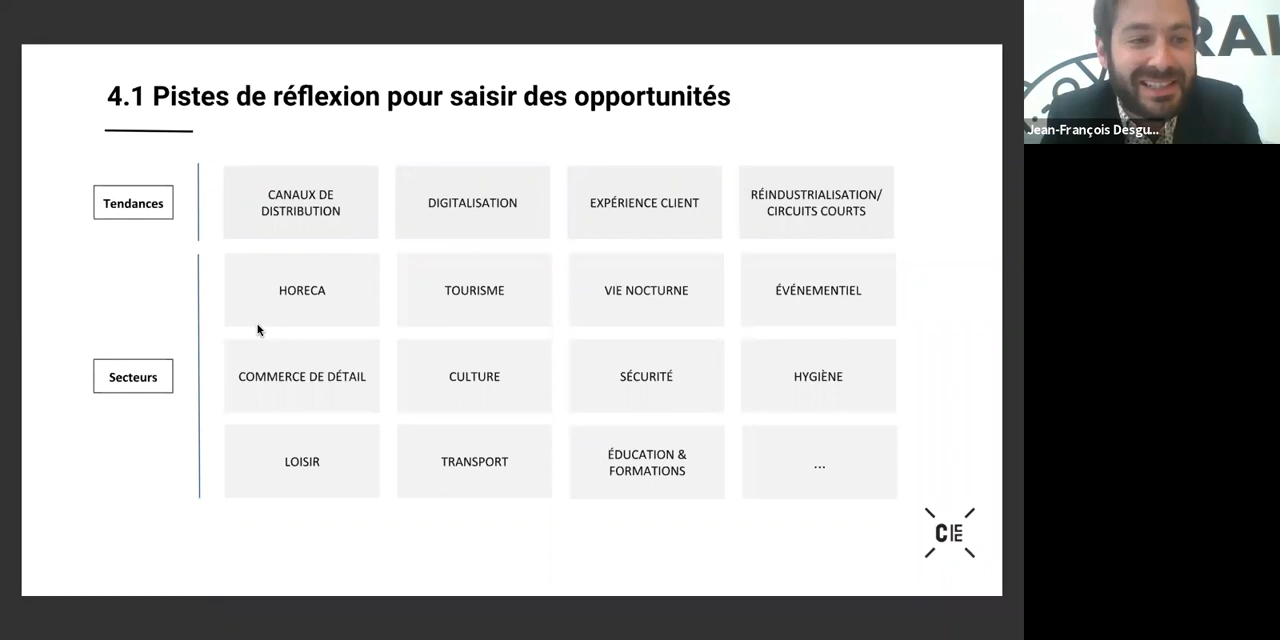 4.1 Pistes de réflexion pour saisir des opportunités
Tendances
CANAUX DE
DISTRIBUTION
DIGITALISATION
EXPÉRIENCE CLIENT
RÉINDUSTRIALISATION/
CIRCUITS COURTS
HORECA
TOURISME
VIE NOCTURNE
ÉVÉNEMENTIEL
Secteurs
COMMERCE DE DÉTAIL
CULTURE
SÉCURITÉ
HYGIÈNE
LOISIR
TRANSPORT
ÉDUCATION &
FORMATIONS
...
Jean-François Desgu...